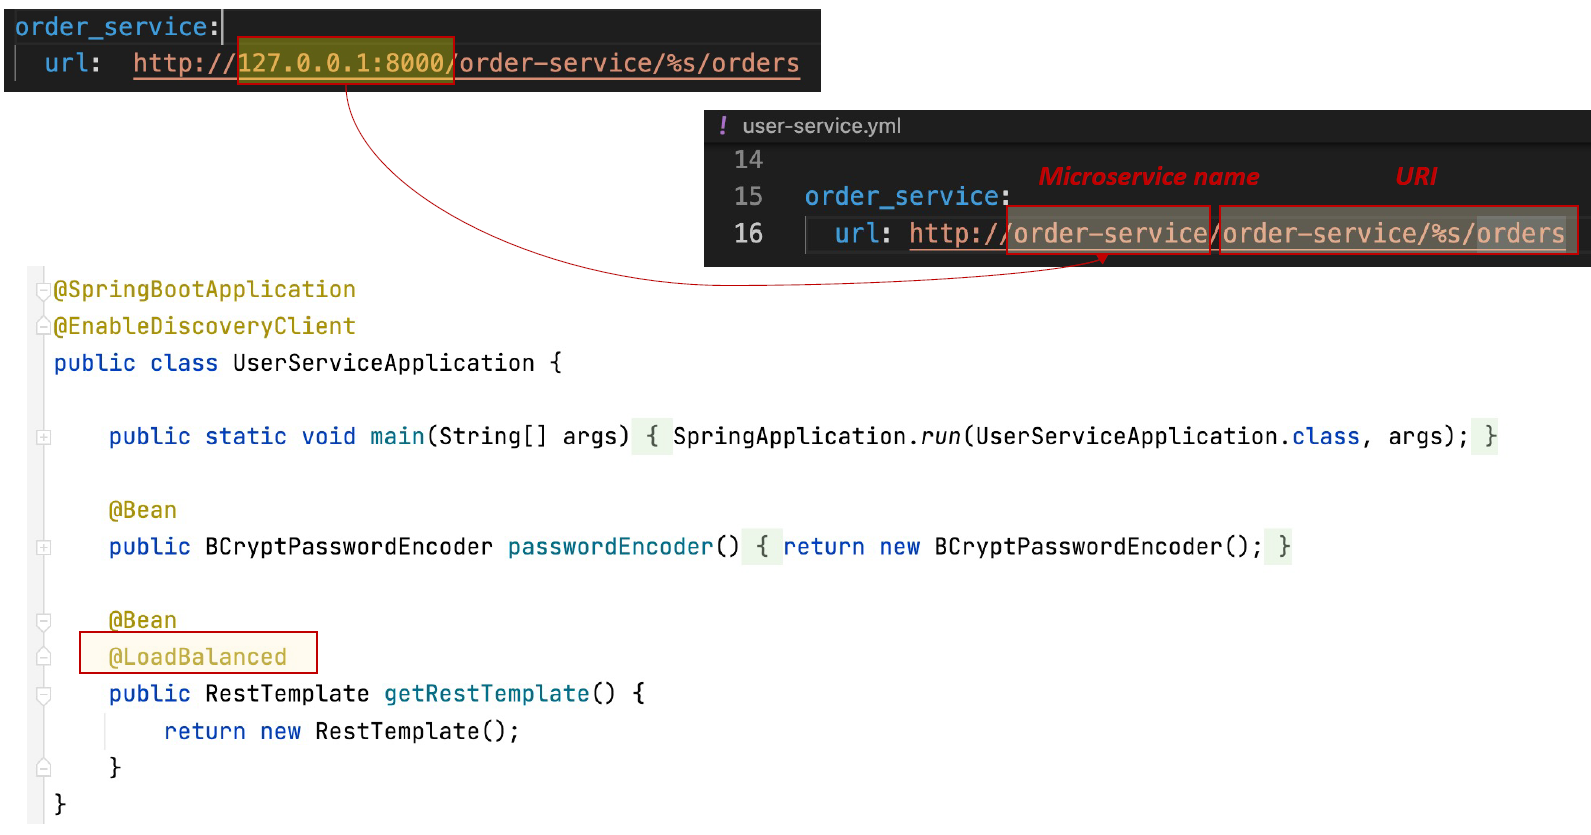 order_service:
url: http://127.0.0.1:8000/order-service/%s/orders
! user-service.yml
14
Microservice name URI
15 order_service:
16 url: http://order-service/order-service/%s/orders
@SpringBootApplication
@EnableDiscoveryClient
public class UserServiceApplication {
public static void main(String[] args) { SpringApplication.run(UserServiceApplication.class, args); }
@Bean
public BCryptPasswordEncoder passwordEncoder() { return new BCryptPasswordEncoder(); }
@Bean
@LoadBalanced
public RestTemplate getRestTemplate() {
return new RestTemplate();
}
}